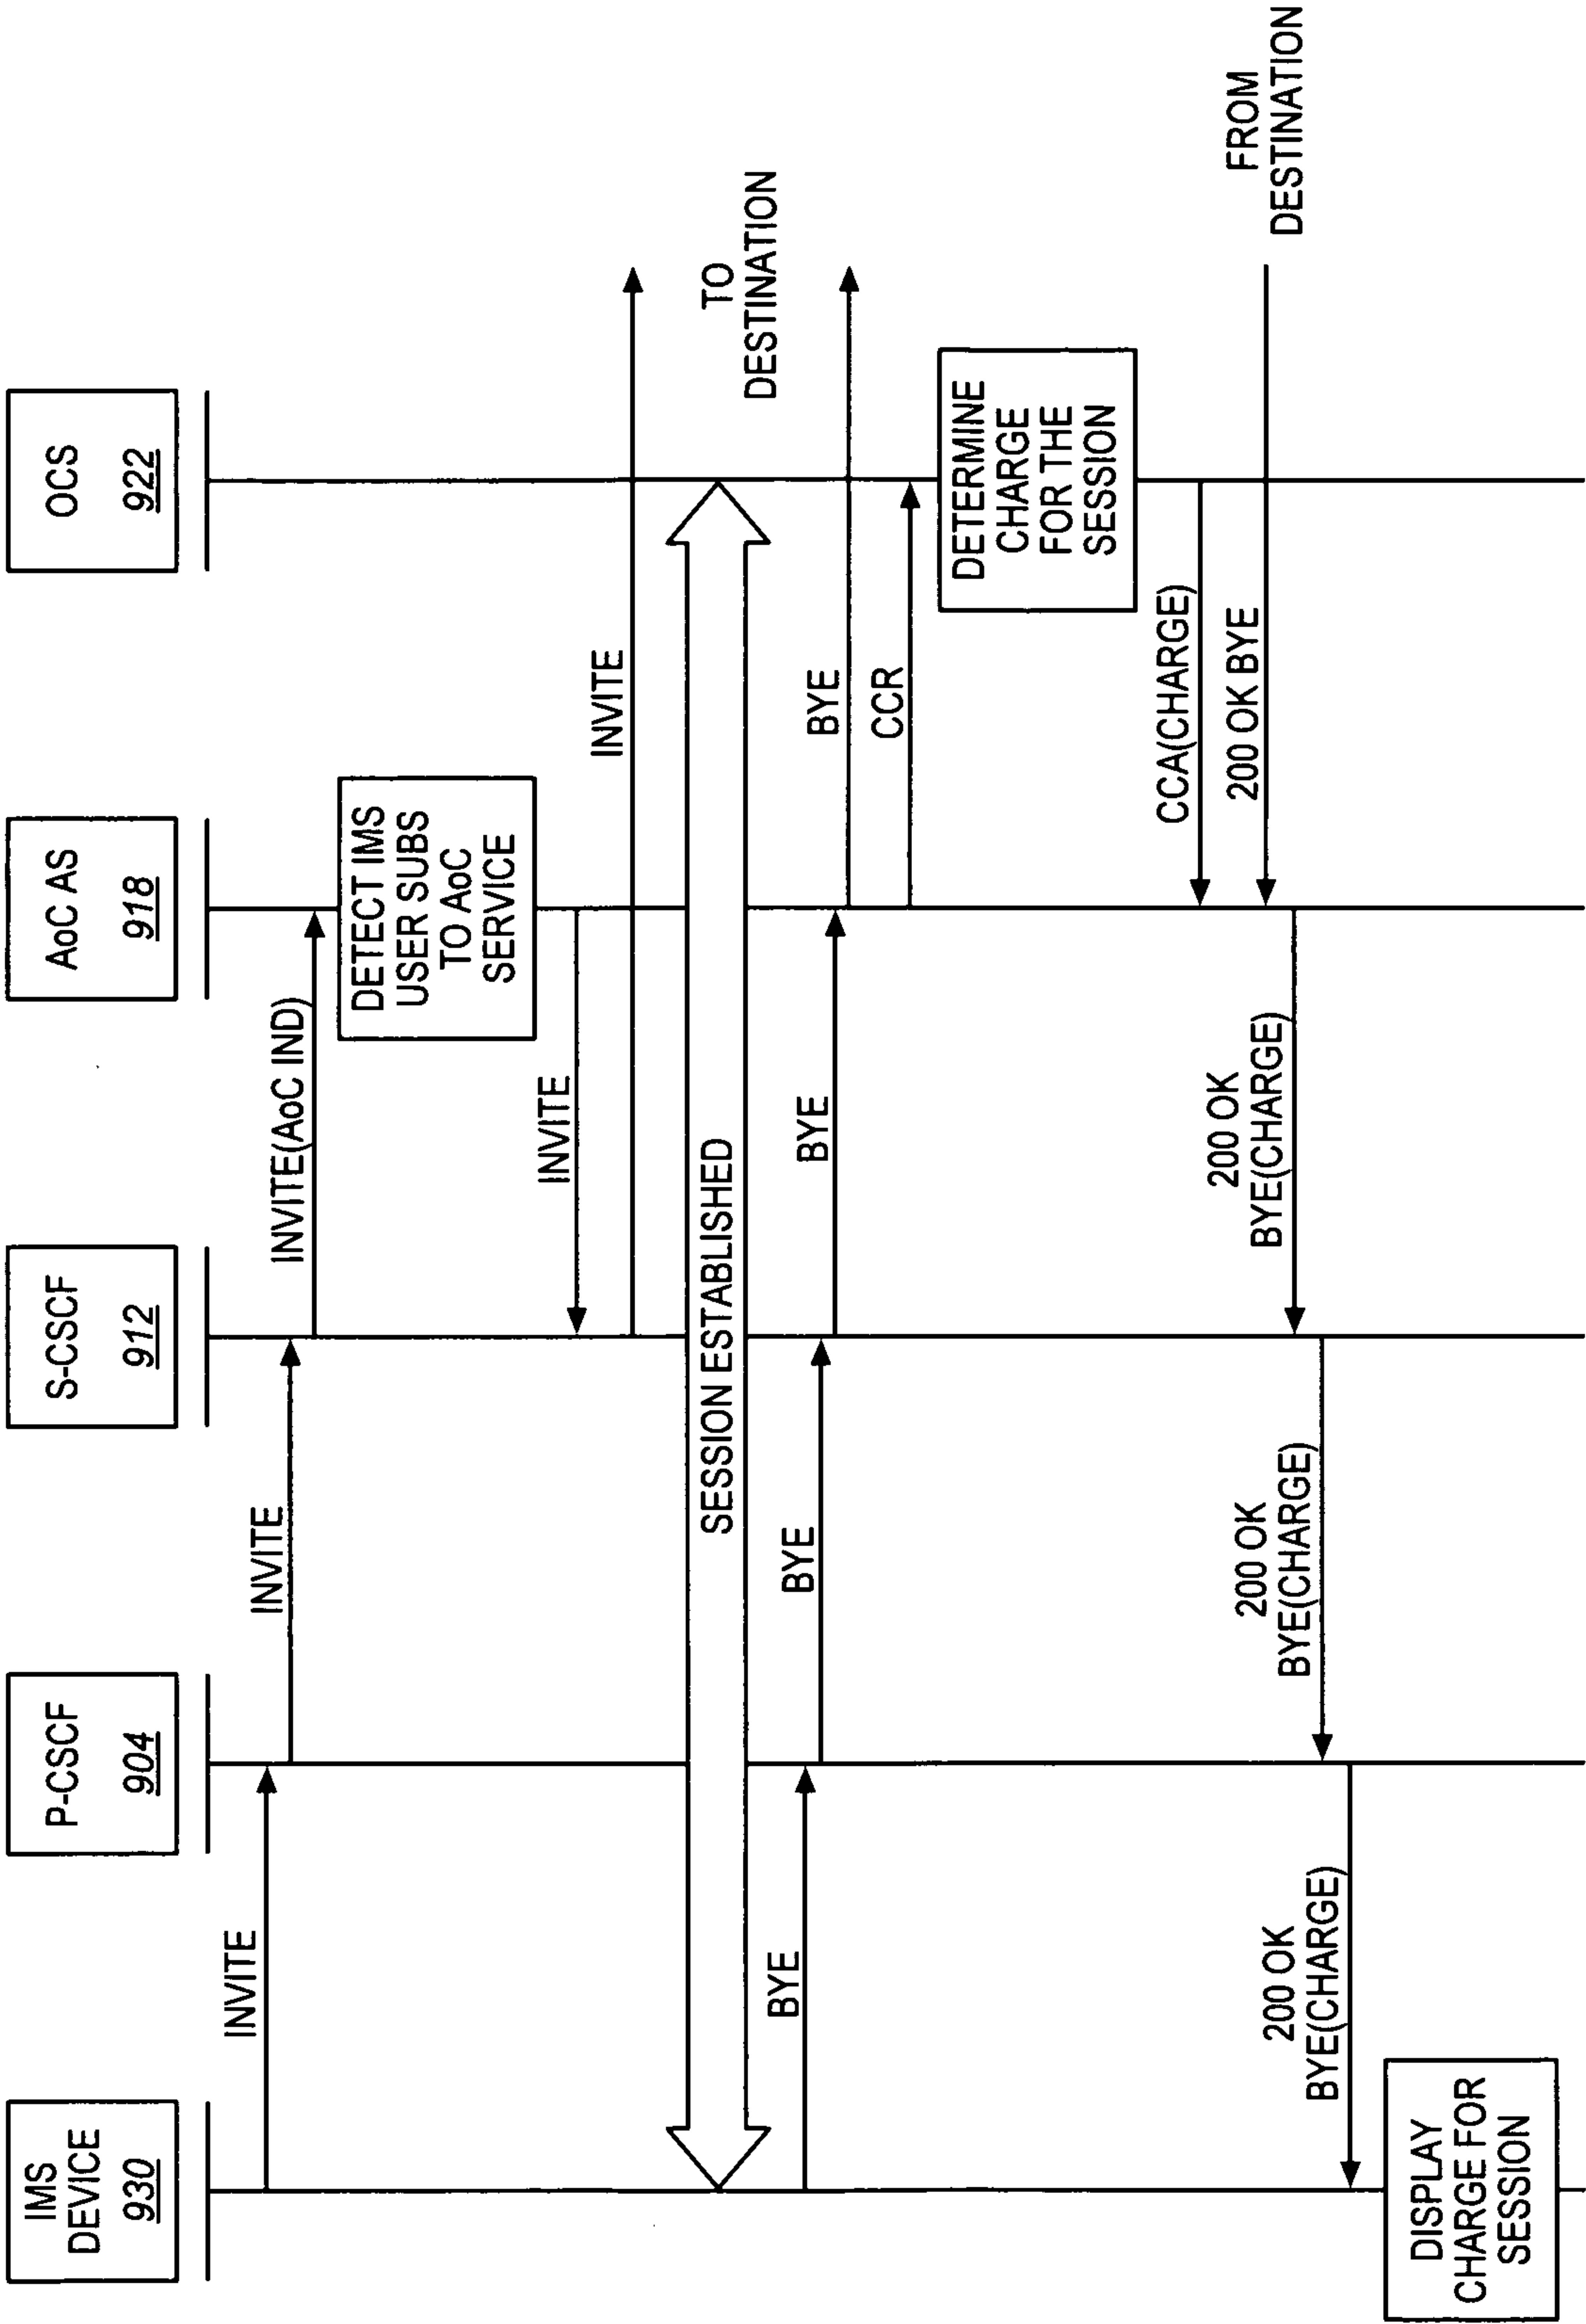 IMS
DEVICE
930
P-CSCF
904
S-CSCF
912
AoC AS
918
OCS
922
INVITE
INVITE
INVITE(AoC IND)
DETECT IMS
USER SUBS
TO AoC
SERVICE
INVITE
INVITE
SESSION ESTABLISHED
TO
DESTINATION
BYE
BYE
BYE
BYE
CCR
DETERMINE
CHARGE
FOR THE
SESSION
CCA(CHARGE)
200 OK BYE
FROM
DESTINATION
200 OK
BYE(CHARGE)
200 OK
BYE(CHARGE)
200 OK
BYE(CHARGE)
DISPLAY
CHARGE FOR
SESSION